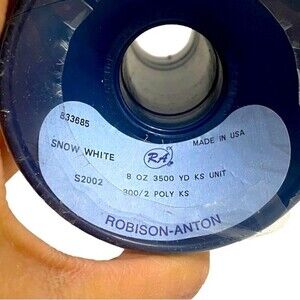 833685
SNOW WHITE
RA
MADE IN USA
S2002
8 OZ 3500 YD KS UNIT
300/2 POLY KS
ROBISON-ANTON